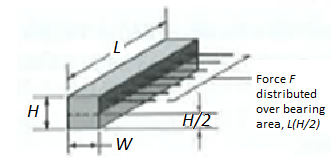 L
Force F
distributed
over bearing
area, L(H/2)
H
H/2
W